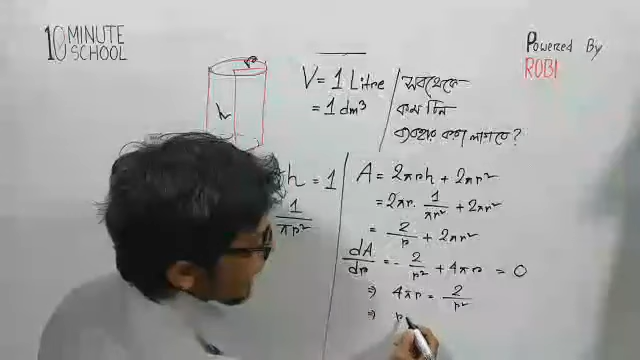 10 MINUTE SCHOOL
Powered By
ROBI
r
h
V = 1 Litre
= 1 dm³
সবথেকে
কম টিন
ব্যবহার করা লাগবে?
h = 1
1/πr²
A = 2πrh + 2πr²
= 2πr · 1/πr² + 2πr²
= 2/r + 2πr²
dA/dr = - 2/r² + 4πr = 0
⇒ 4πr = 2/r²
⇒ r